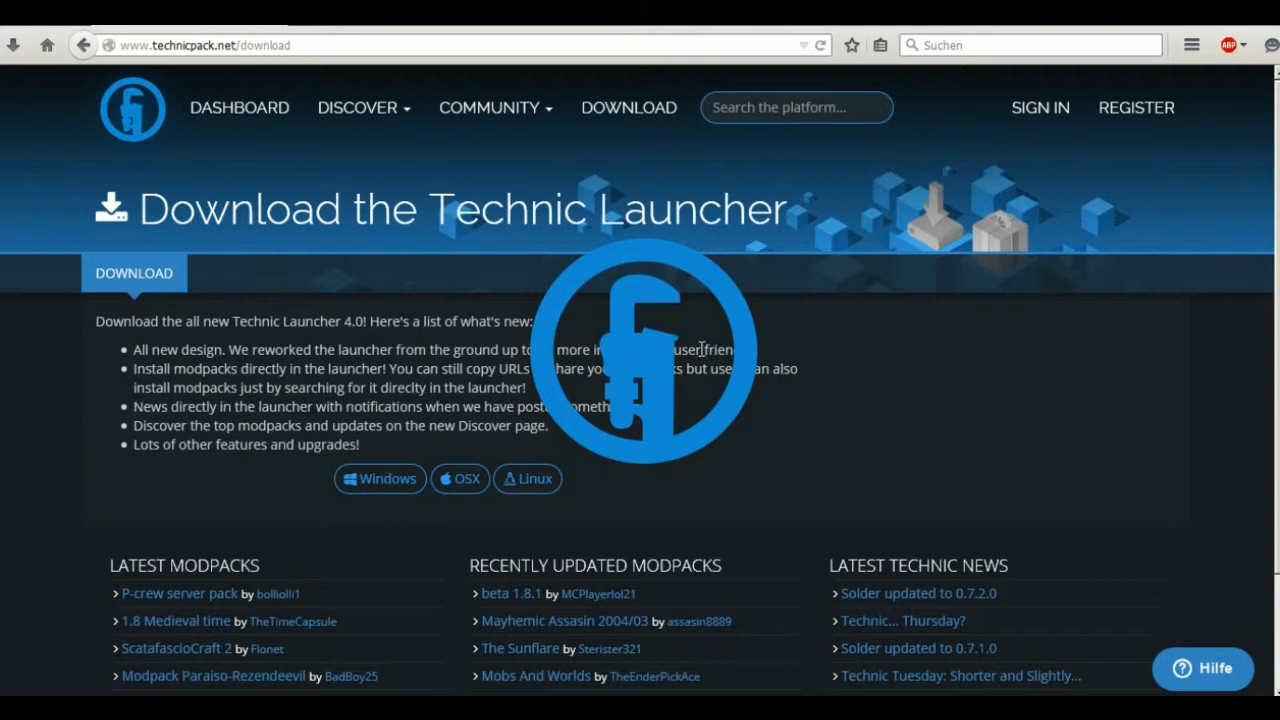 www.technicpack.net/download
Suchen
ABP
DASHBOARD DISCOVER COMMUNITY DOWNLOAD Search the platform... SIGN IN REGISTER
Download the Technic Launcher
DOWNLOAD
Download the all new Technic Launcher 4.0! Here's a list of what's new:
All new design. We reworked the launcher from the ground up to more
Install modpacks directly in the launcher! You can still copy URLs but also
install modpacks just by searching for it direclty in the launcher!
News directly in the launcher with notifications when we have
Discover the top modpacks and updates on the new Discover page.
Lots of other features and upgrades!
Windows OSX Linux
LATEST MODPACKS
P-crew server pack by bolliolli1
1.8 Medieval time by TheTimeCapsule
ScatafascioCraft 2 by Flonet
Modpack Paraiso-Rezendeevil by BadBoy25
RECENTLY UPDATED MODPACKS
beta 1.8.1 by MCPlayerlol21
Mayhemic Assasin 2004/03 by assasin8889
The Sunflare by Sterister321
Mobs And Worlds by TheEnderPickAce
LATEST TECHNIC NEWS
Solder updated to 0.7.2.0
Technic... Thursday?
Solder updated to 0.7.1.0
Technic Tuesday: Shorter and Slightly...
Hilfe